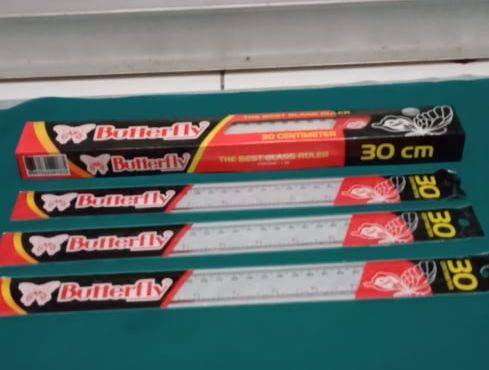 Butterfly
THE BEST GLASS RULER
30 CENTIMETER
Butterfly
THE BEST GLASS RULER
30 cm
Butterfly
30
Butterfly
30
Butterfly
30